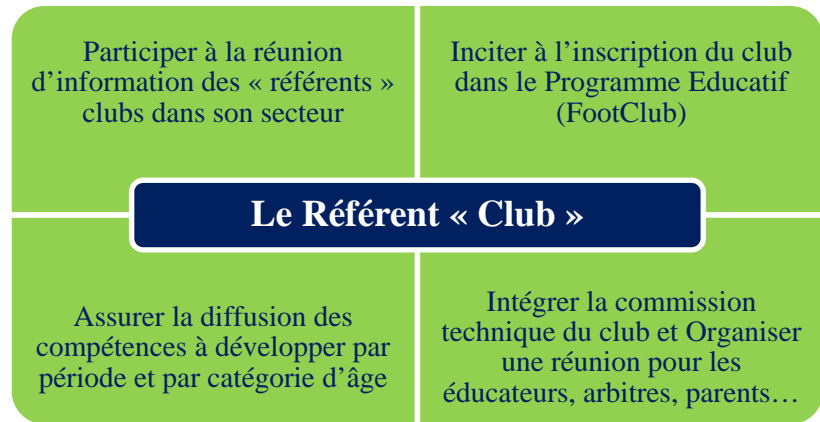 Participer à la réunion
d’information des « référents »
clubs dans son secteur
Inciter à l’inscription du club
dans le Programme Educatif
(FootClub)
Le Référent « Club »
Assurer la diffusion des
compétences à développer par
période et par catégorie d’âge
Intégrer la commission
technique du club et Organiser
une réunion pour les
éducateurs, arbitres, parents…